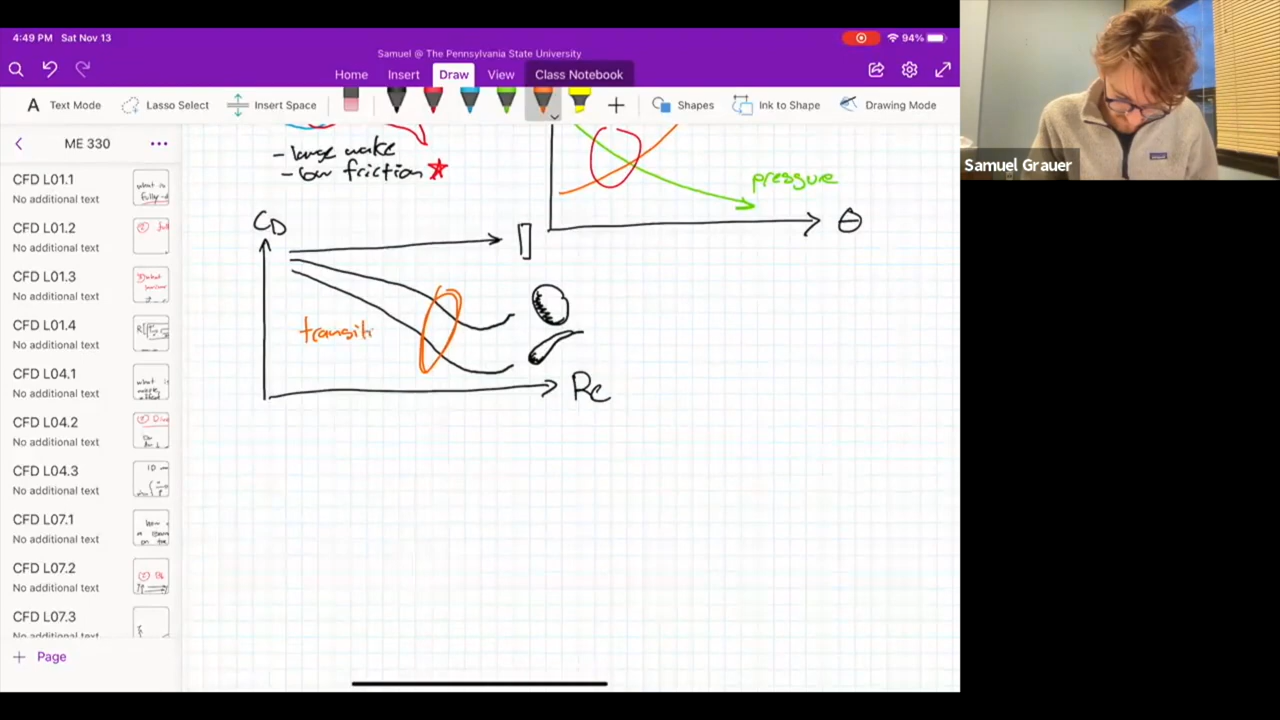 4:49 PM Sat Nov 13
94%
Samuel @ The Pennsylvania State University
Home Insert Draw View Class Notebook
A Text Mode Lasso Select Insert Space Shapes Ink to Shape Drawing Mode
ME 330
CFD L01.1
No additional text
CFD L01.2
No additional text
CFD L01.3
No additional text
CFD L01.4
No additional text
CFD L04.1
No additional text
CFD L04.2
No additional text
CFD L04.3
No additional text
CFD L07.1
No additional text
CFD L07.2
No additional text
CFD L07.3
No additional text
+ Page
- large wake
- low friction
pressure
θ
CD
transiti
Re
Samuel Grauer